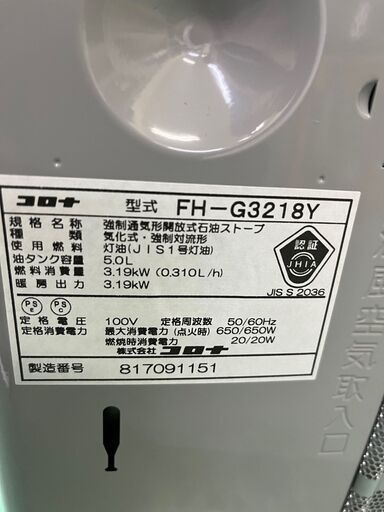 コロナ 型式 FH-G3218Y
規格名称 強制通気形開放式石油ストーブ
種類 気化式・強制対流形
使用燃料 灯油(JIS1号灯油)
油タンク容量 5.0L
燃料消費量 3.19kW (0.310L/h)
暖房出力 3.19kW
認証
JHIA
JIS S 2036
PS E
PS C
定格電圧 100V 定格周波数 50/60Hz
定格消費電力 最大消費電力(点火時) 650/650W
燃焼時消費電力 20/20W
株式会社 コロナ
製造番号 817091151